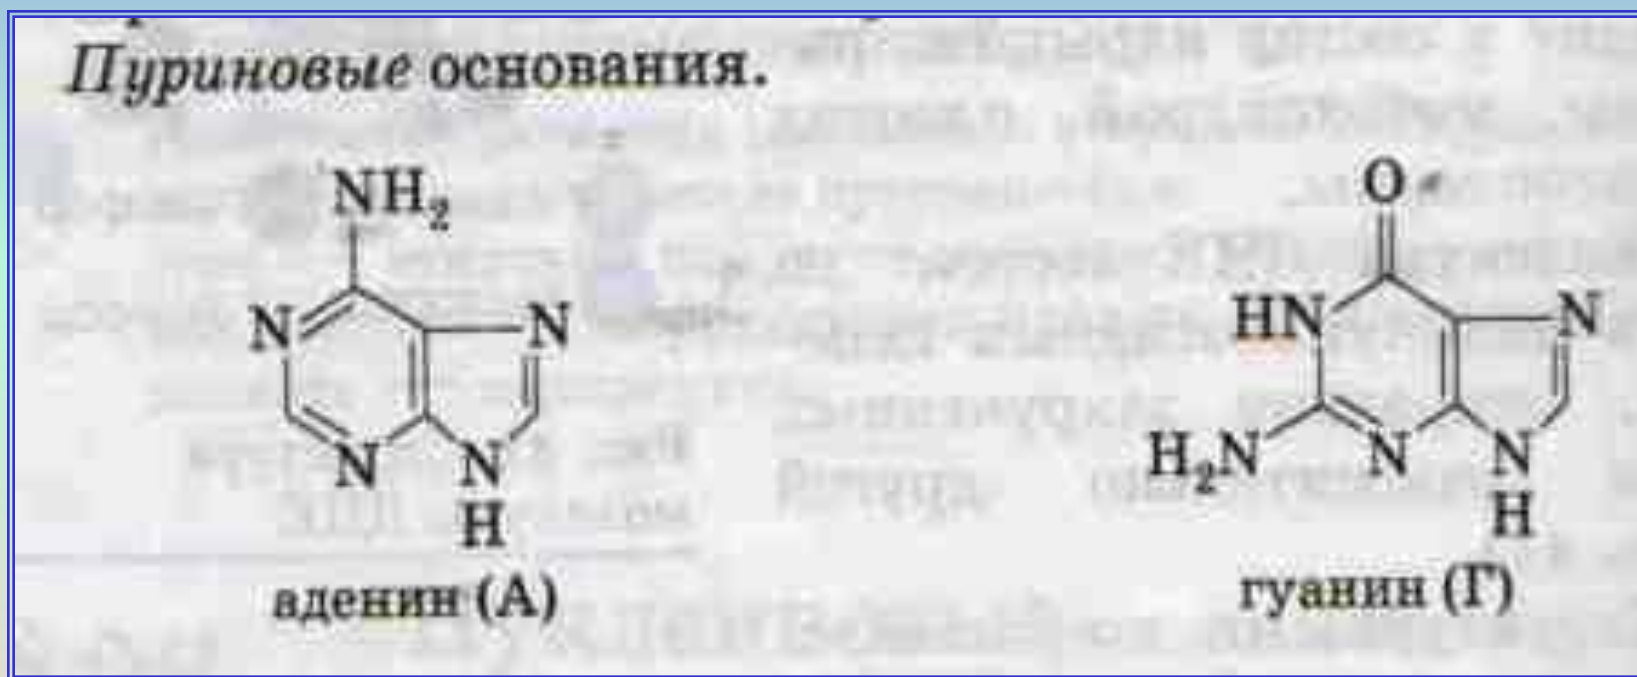 Пуриновые основания.
NH₂
O
N
N
HN
N
N
N
H₂N
N
N
H
H
аденин (А)
гуанин (Г)